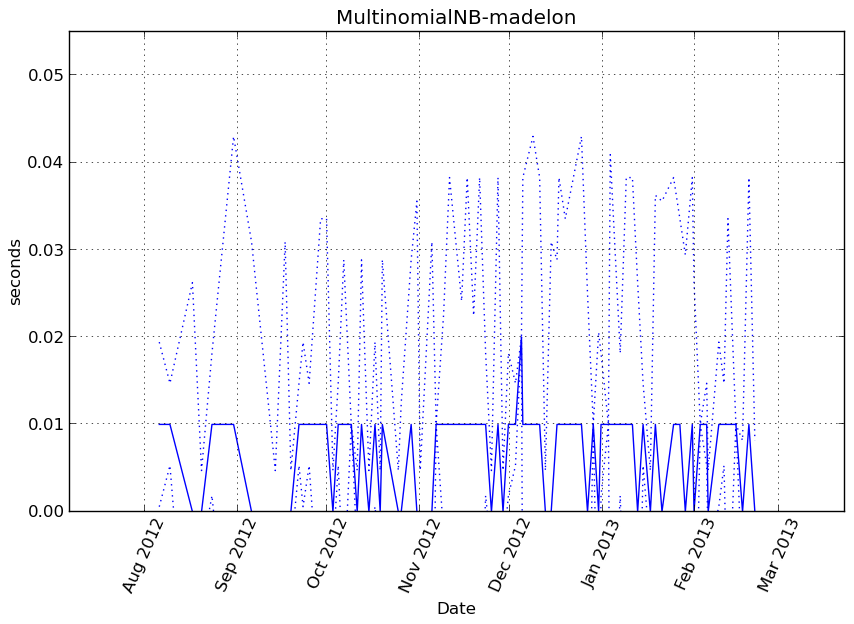 MultinomialNB-madelon
0.05
0.04
0.03
0.02
0.01
0.00
seconds
Aug 2012
Sep 2012
Oct 2012
Nov 2012
Dec 2012
Jan 2013
Feb 2013
Mar 2013
Date